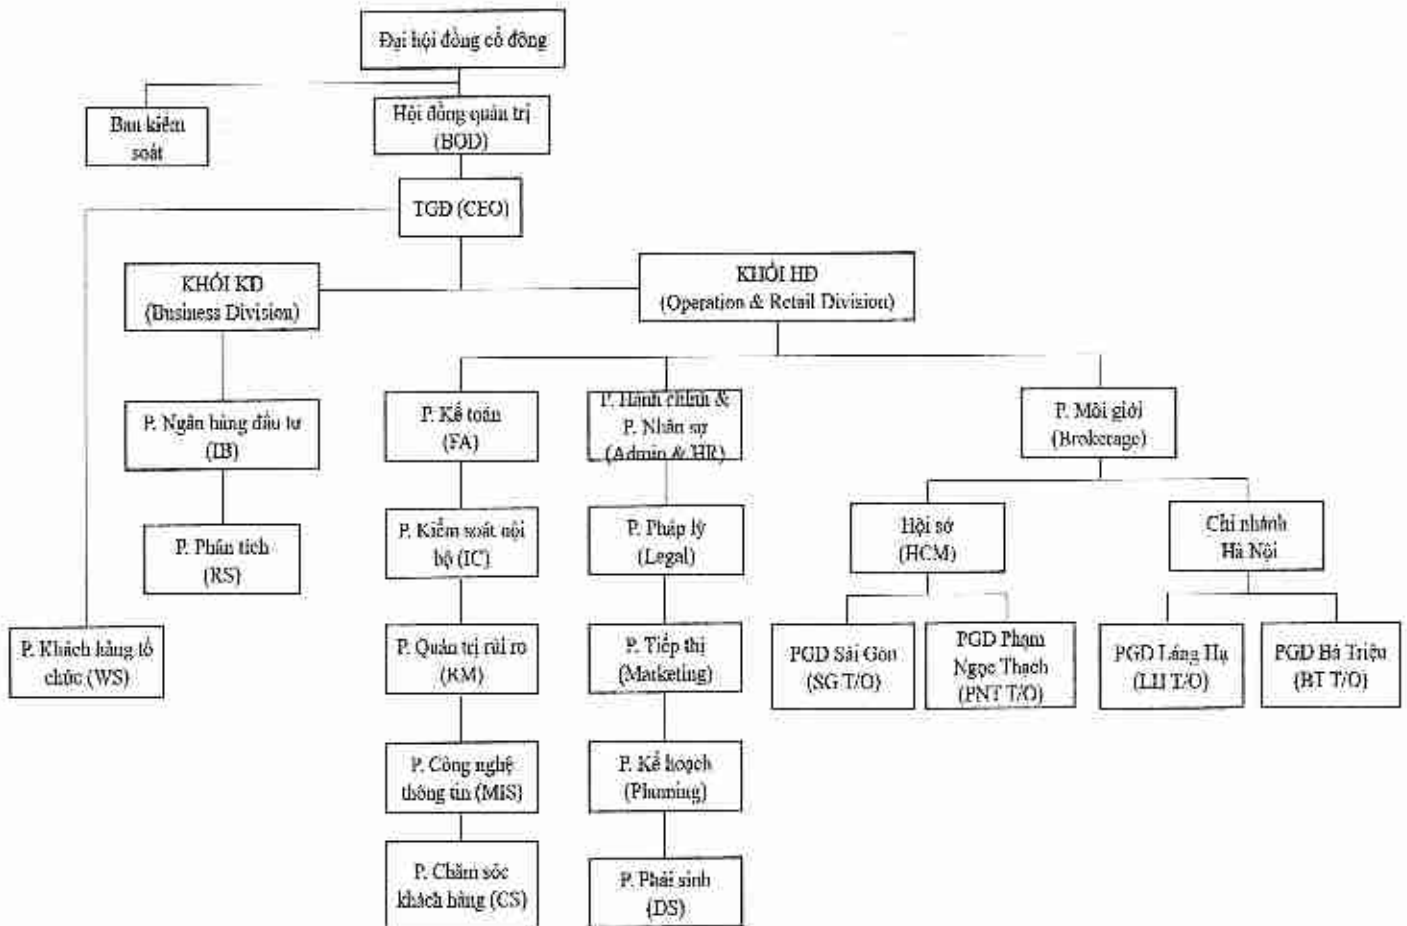 Đại hội đồng cổ đông
Ban kiểm
soát
Hội đồng quản trị
(BOD)
TGĐ (CEO)
KHỐI KD
(Business Division)
KHỐI HĐ
(Operation & Retail Division)
P. Ngân hàng đầu tư
(IB)
P. Kế toán
(FA)
P. Hành chính &
P. Nhân sự
(Admin & HR)
P. Môi giới
(Brokerage)
P. Phân tích
(RS)
P. Kiểm soát nội
bộ (IC)
P. Pháp lý
(Legal)
Hội sở
(HCM)
Chi nhánh
Hà Nội
P. Khách hàng tổ
chức (WS)
P. Quản trị rủi ro
(RM)
P. Tiếp thị
(Marketing)
PGD Sài Gòn
(SG T/O)
PGD Phạm
Ngọc Thạch
(PNT T/O)
PGD Láng Hạ
(LH T/O)
PGD Bà Triệu
(BT T/O)
P. Công nghệ
thông tin (MIS)
P. Kế hoạch
(Planning)
P. Chăm sóc
khách hàng (CS)
P. Phái sinh
(DS)